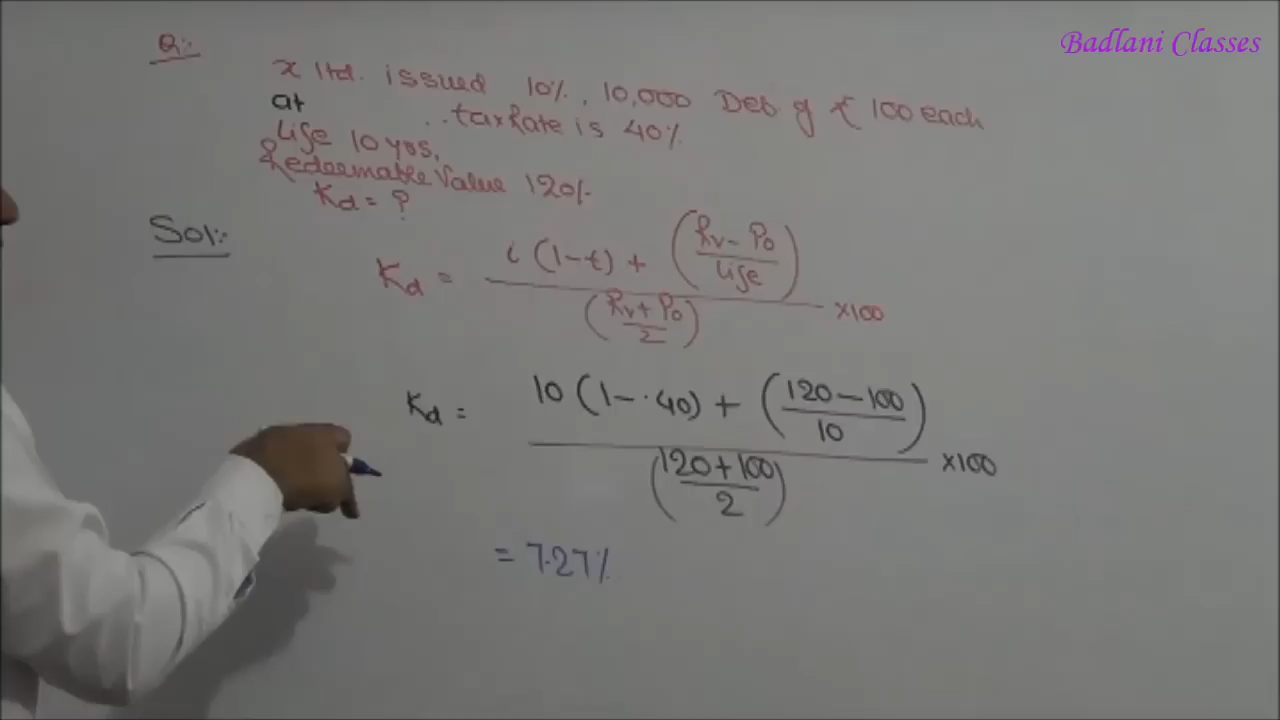 Badlani Classes
Q:-
x ltd. issued 10%, 10,000 Deb of ₹ 100 each
at ..tax Rate is 40%
Life 10 yrs,
Redeemable Value 120%
Kd = ?
Sol:-
Kd = i (1-t) + (Rv - Po / Life) / (Rv + Po / 2) ×100
Kd = 10 (1-.40) + (120-100 / 10) / (120+100 / 2) ×100
= 7.27%